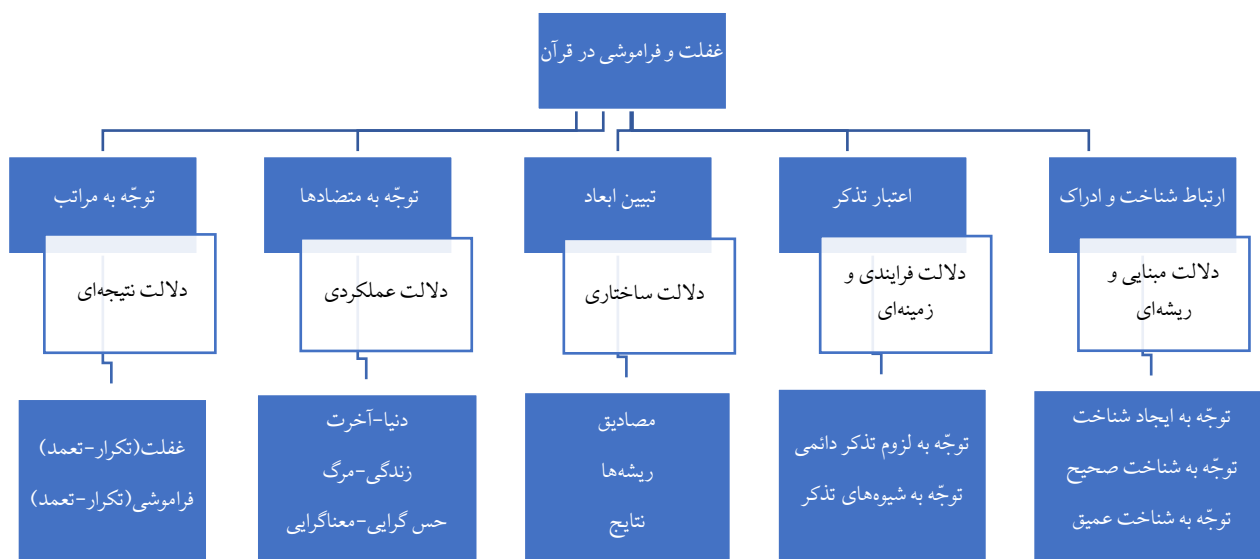 غفلت و فراموشی در قرآن
ارتباط شناخت و ادراک
دلالت مبنایی و
ریشه‌ای
توجّه به ایجاد شناخت
توجّه به شناخت صحیح
توجّه به شناخت عمیق
اعتبار تذکر
دلالت فرایندی و
زمینه‌ای
توجّه به لزوم تذکر دائمی
توجّه به شیوه‌های تذکر
تبیین ابعاد
دلالت ساختاری
مصادیق
ریشه‌ها
نتایج
توجّه به متضادها
دلالت عملکردی
دنیا-آخرت
زندگی-مرگ
حس گرایی-معناگرایی
توجّه به مراتب
دلالت نتیجه‌ای
غفلت(تکرار-تعمد)
فراموشی(تکرار-تعمد)